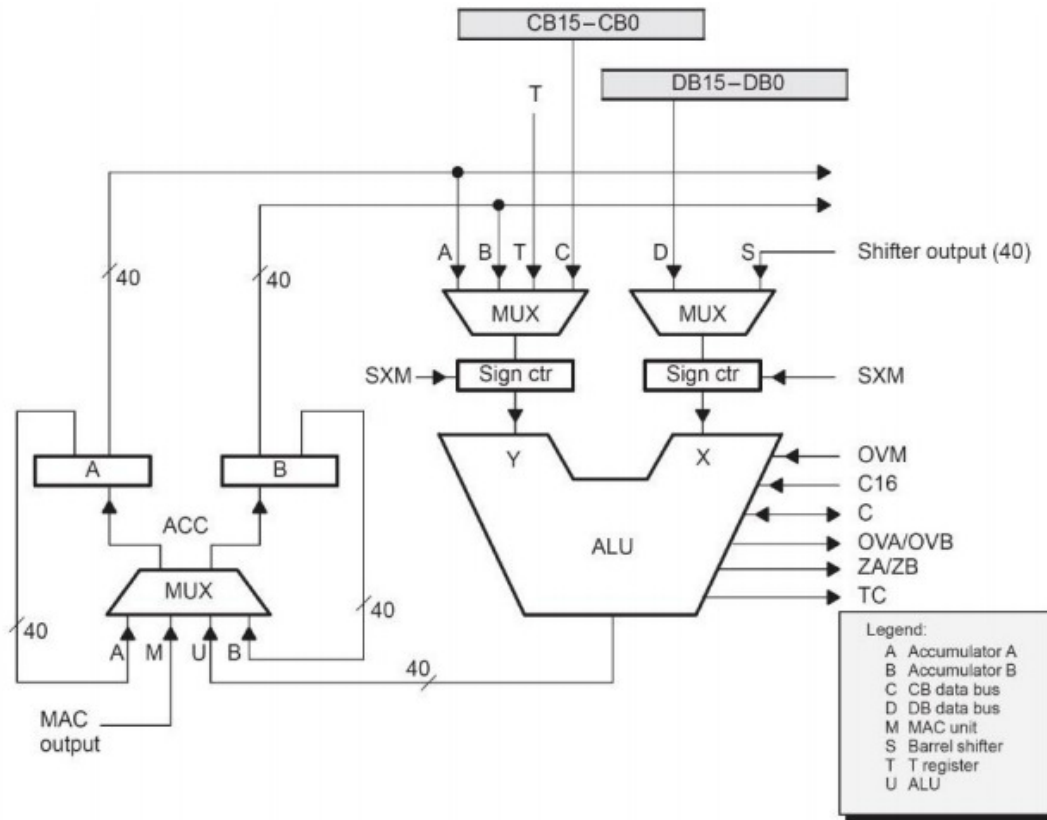 CB15–CB0
DB15–DB0
T
A
B
T
C
D
S
Shifter output (40)
40
40
MUX
MUX
SXM
Sign ctr
Sign ctr
SXM
Y
X
OVM
A
B
C16
C
ACC
ALU
OVA/OVB
ZA/ZB
MUX
TC
40
40
A
M
U
B
40
MAC
output
Legend:
A Accumulator A
B Accumulator B
C CB data bus
D DB data bus
M MAC unit
S Barrel shifter
T T register
U ALU